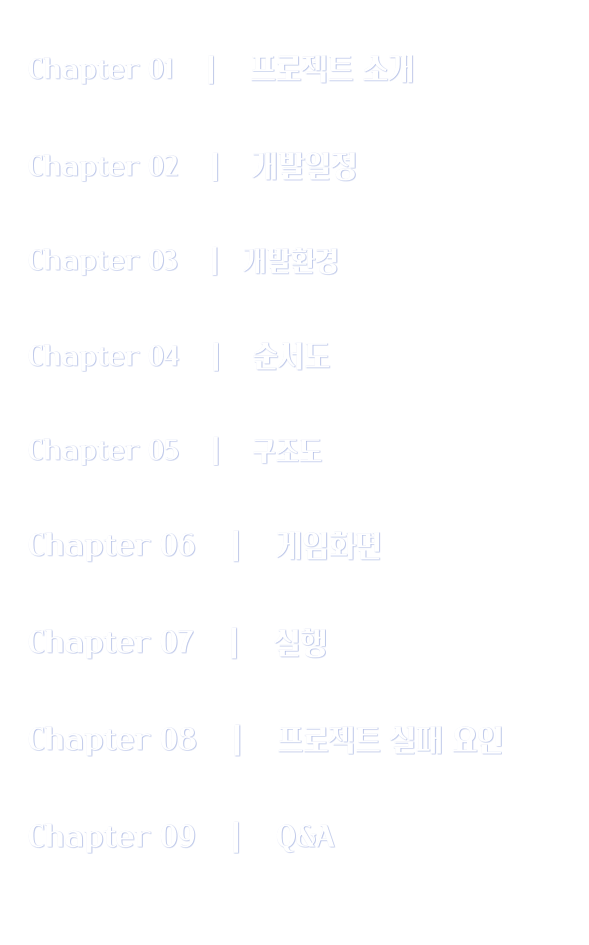 Chapter 01 | 프로젝트 소개
Chapter 02 | 개발일정
Chapter 03 | 개발환경
Chapter 04 | 순서도
Chapter 05 | 구조도
Chapter 06 | 게임화면
Chapter 07 | 실행
Chapter 08 | 프로젝트 실패 요인
Chapter 09 | Q&A